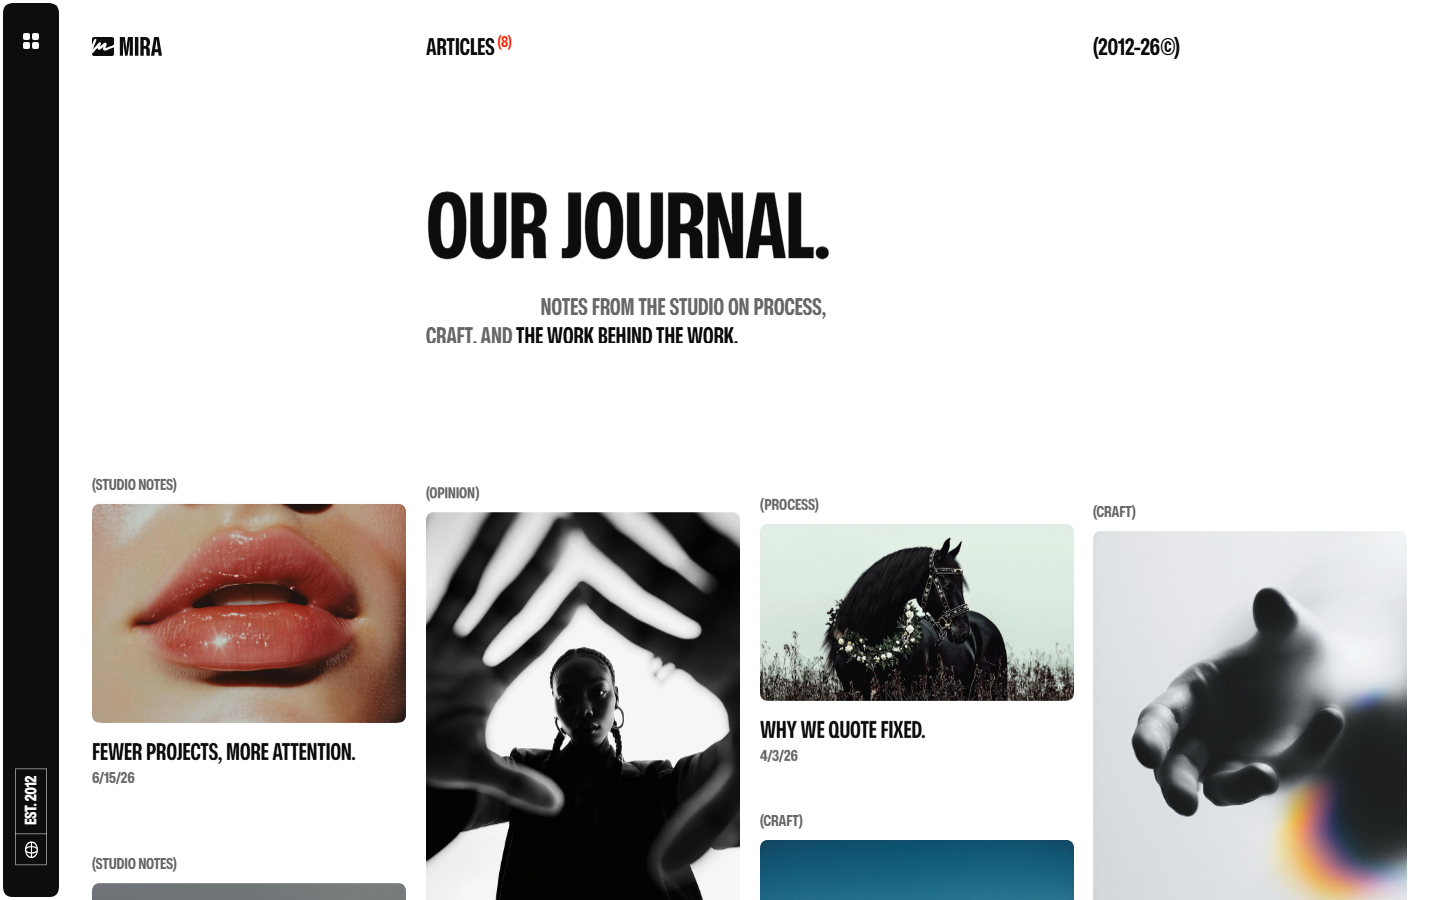 MIRA
ARTICLES (8)
(2012-26©)
OUR JOURNAL.
NOTES FROM THE STUDIO ON PROCESS,
CRAFT, AND THE WORK BEHIND THE WORK.
(STUDIO NOTES)
FEWER PROJECTS, MORE ATTENTION.
6/15/26
(STUDIO NOTES)
(OPINION)
(PROCESS)
WHY WE QUOTE FIXED.
4/3/26
(CRAFT)
(CRAFT)
EST. 2012